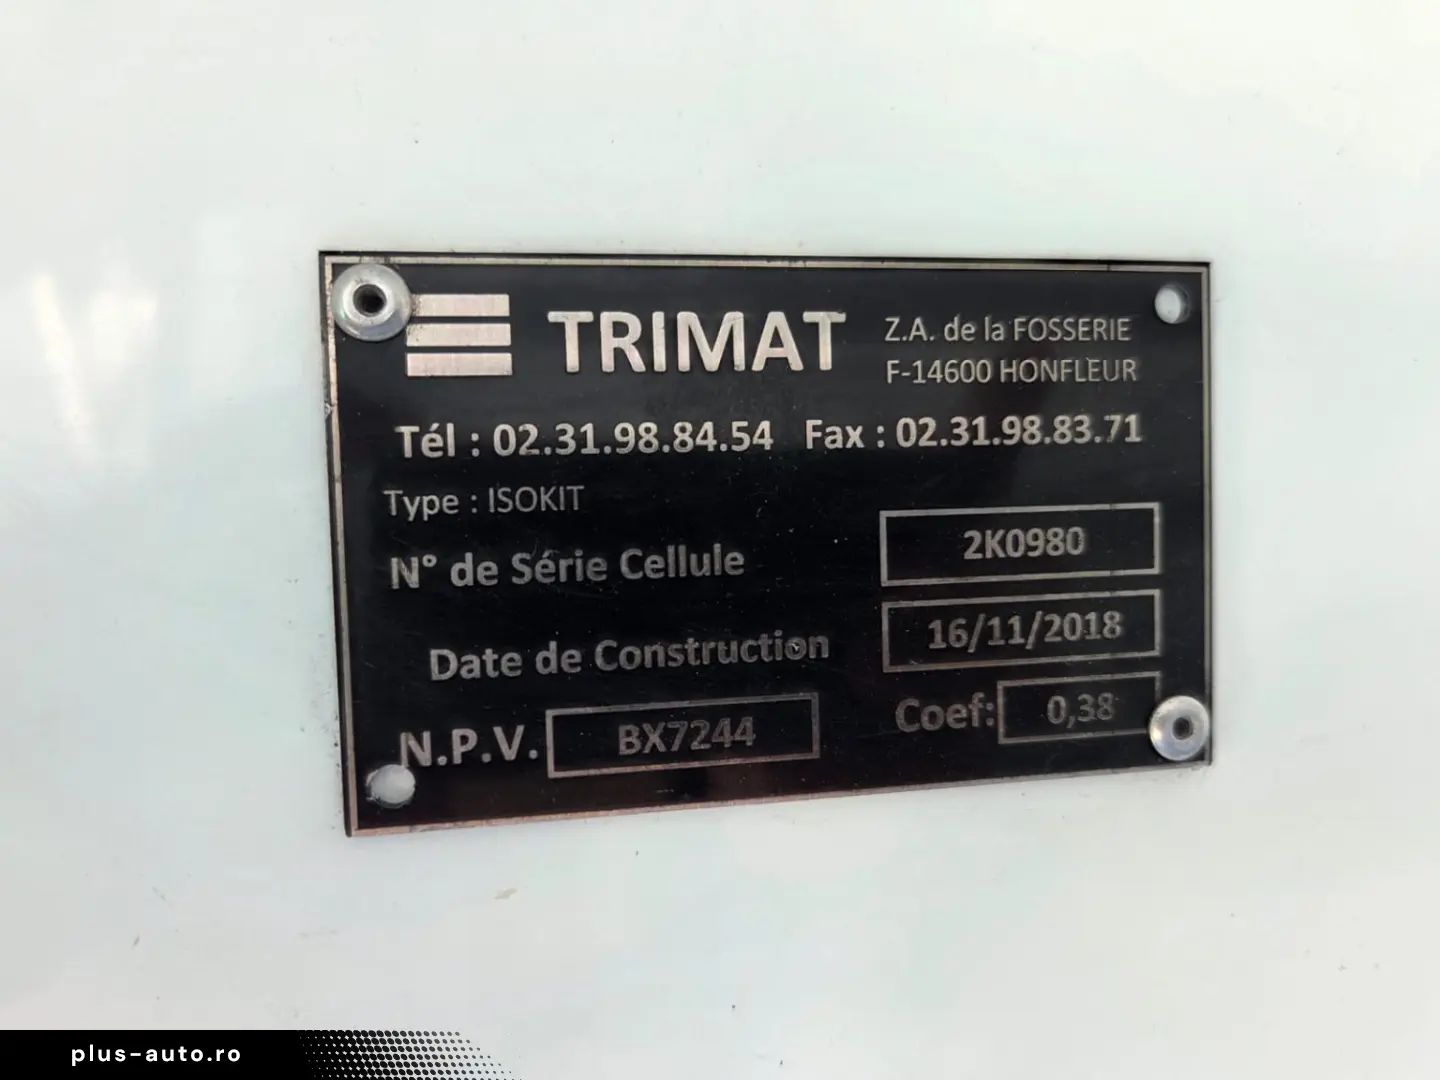 TRIMAT
Z.A. de la FOSSERIE
F-14600 HONFLEUR
Tél : 02.31.98.84.54 Fax : 02.31.98.83.71
Type : ISOKIT
N° de Série Cellule 2K0980
Date de Construction 16/11/2018
N.P.V. BX7244 Coef: 0,38
plus-auto.ro